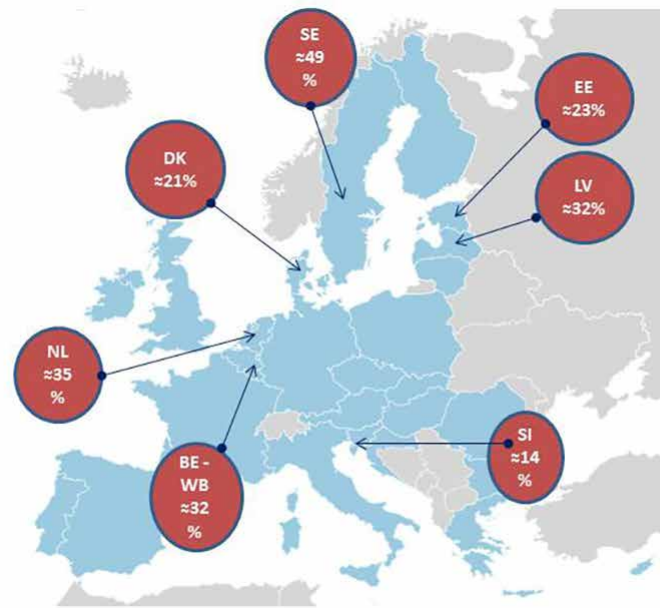 SE
≈49
%
EE
≈23%
DK
≈21%
LV
≈32%
NL
≈35
%
SI
≈14
%
BE -
WB
≈32
%